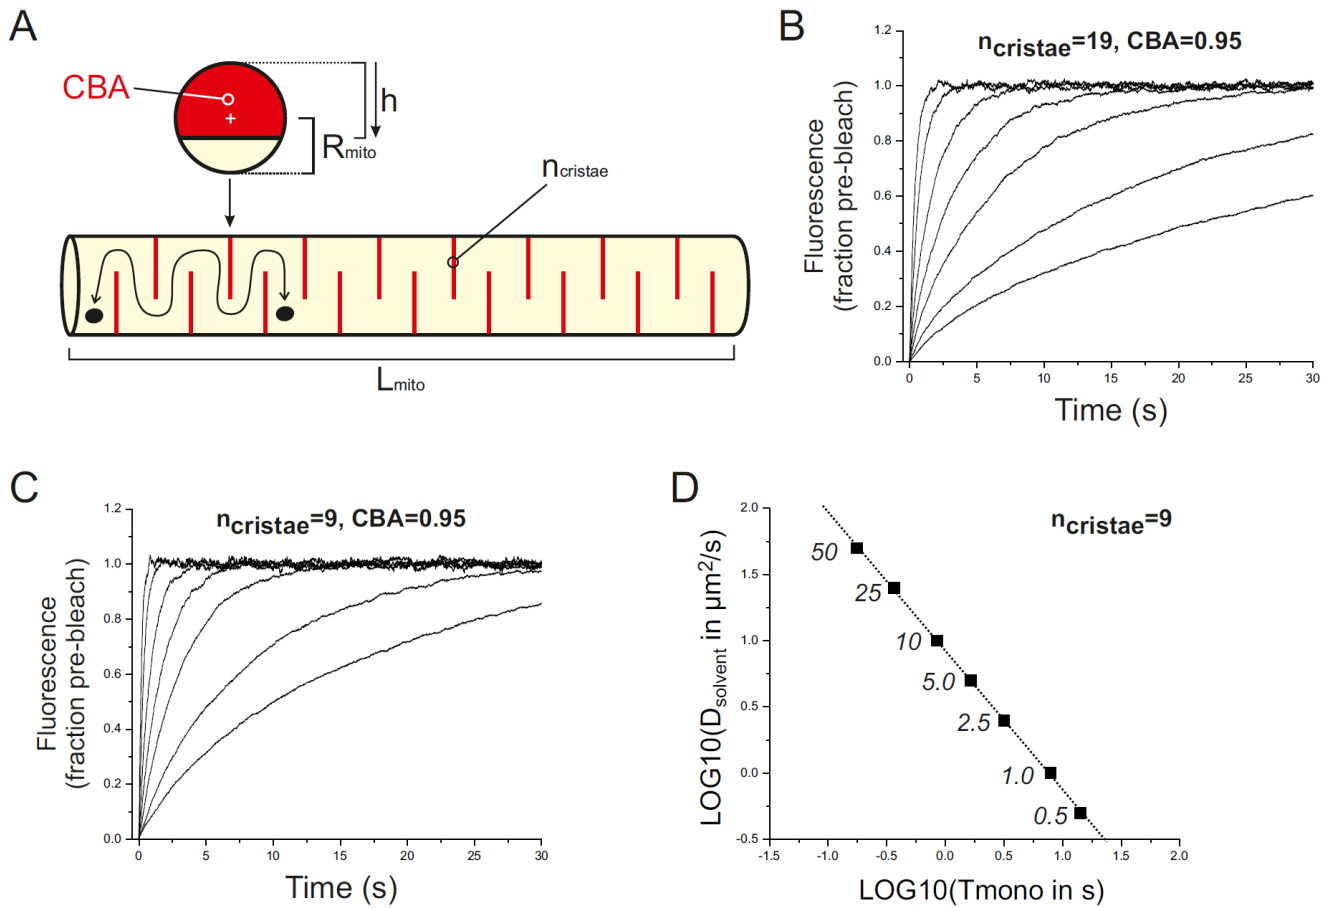 A
CBA
h
Rmito
ncristae
Lmito
B
ncristae=19, CBA=0.95
Fluorescence
(fraction pre-bleach)
1.2
1.0
0.8
0.6
0.4
0.2
0.0
0 5 10 15 20 25 30
Time (s)
C
ncristae=9, CBA=0.95
Fluorescence
(fraction pre-bleach)
1.2
1.0
0.8
0.6
0.4
0.2
0.0
0 5 10 15 20 25 30
Time (s)
D
ncristae=9
LOG10(Dsolvent in µm²/s)
2.0
1.5
1.0
0.5
0.0
-0.5
50
25
10
5.0
2.5
1.0
0.5
-1.5 -1.0 -0.5 0.0 0.5 1.0 1.5 2.0
LOG10(Tmono in s)